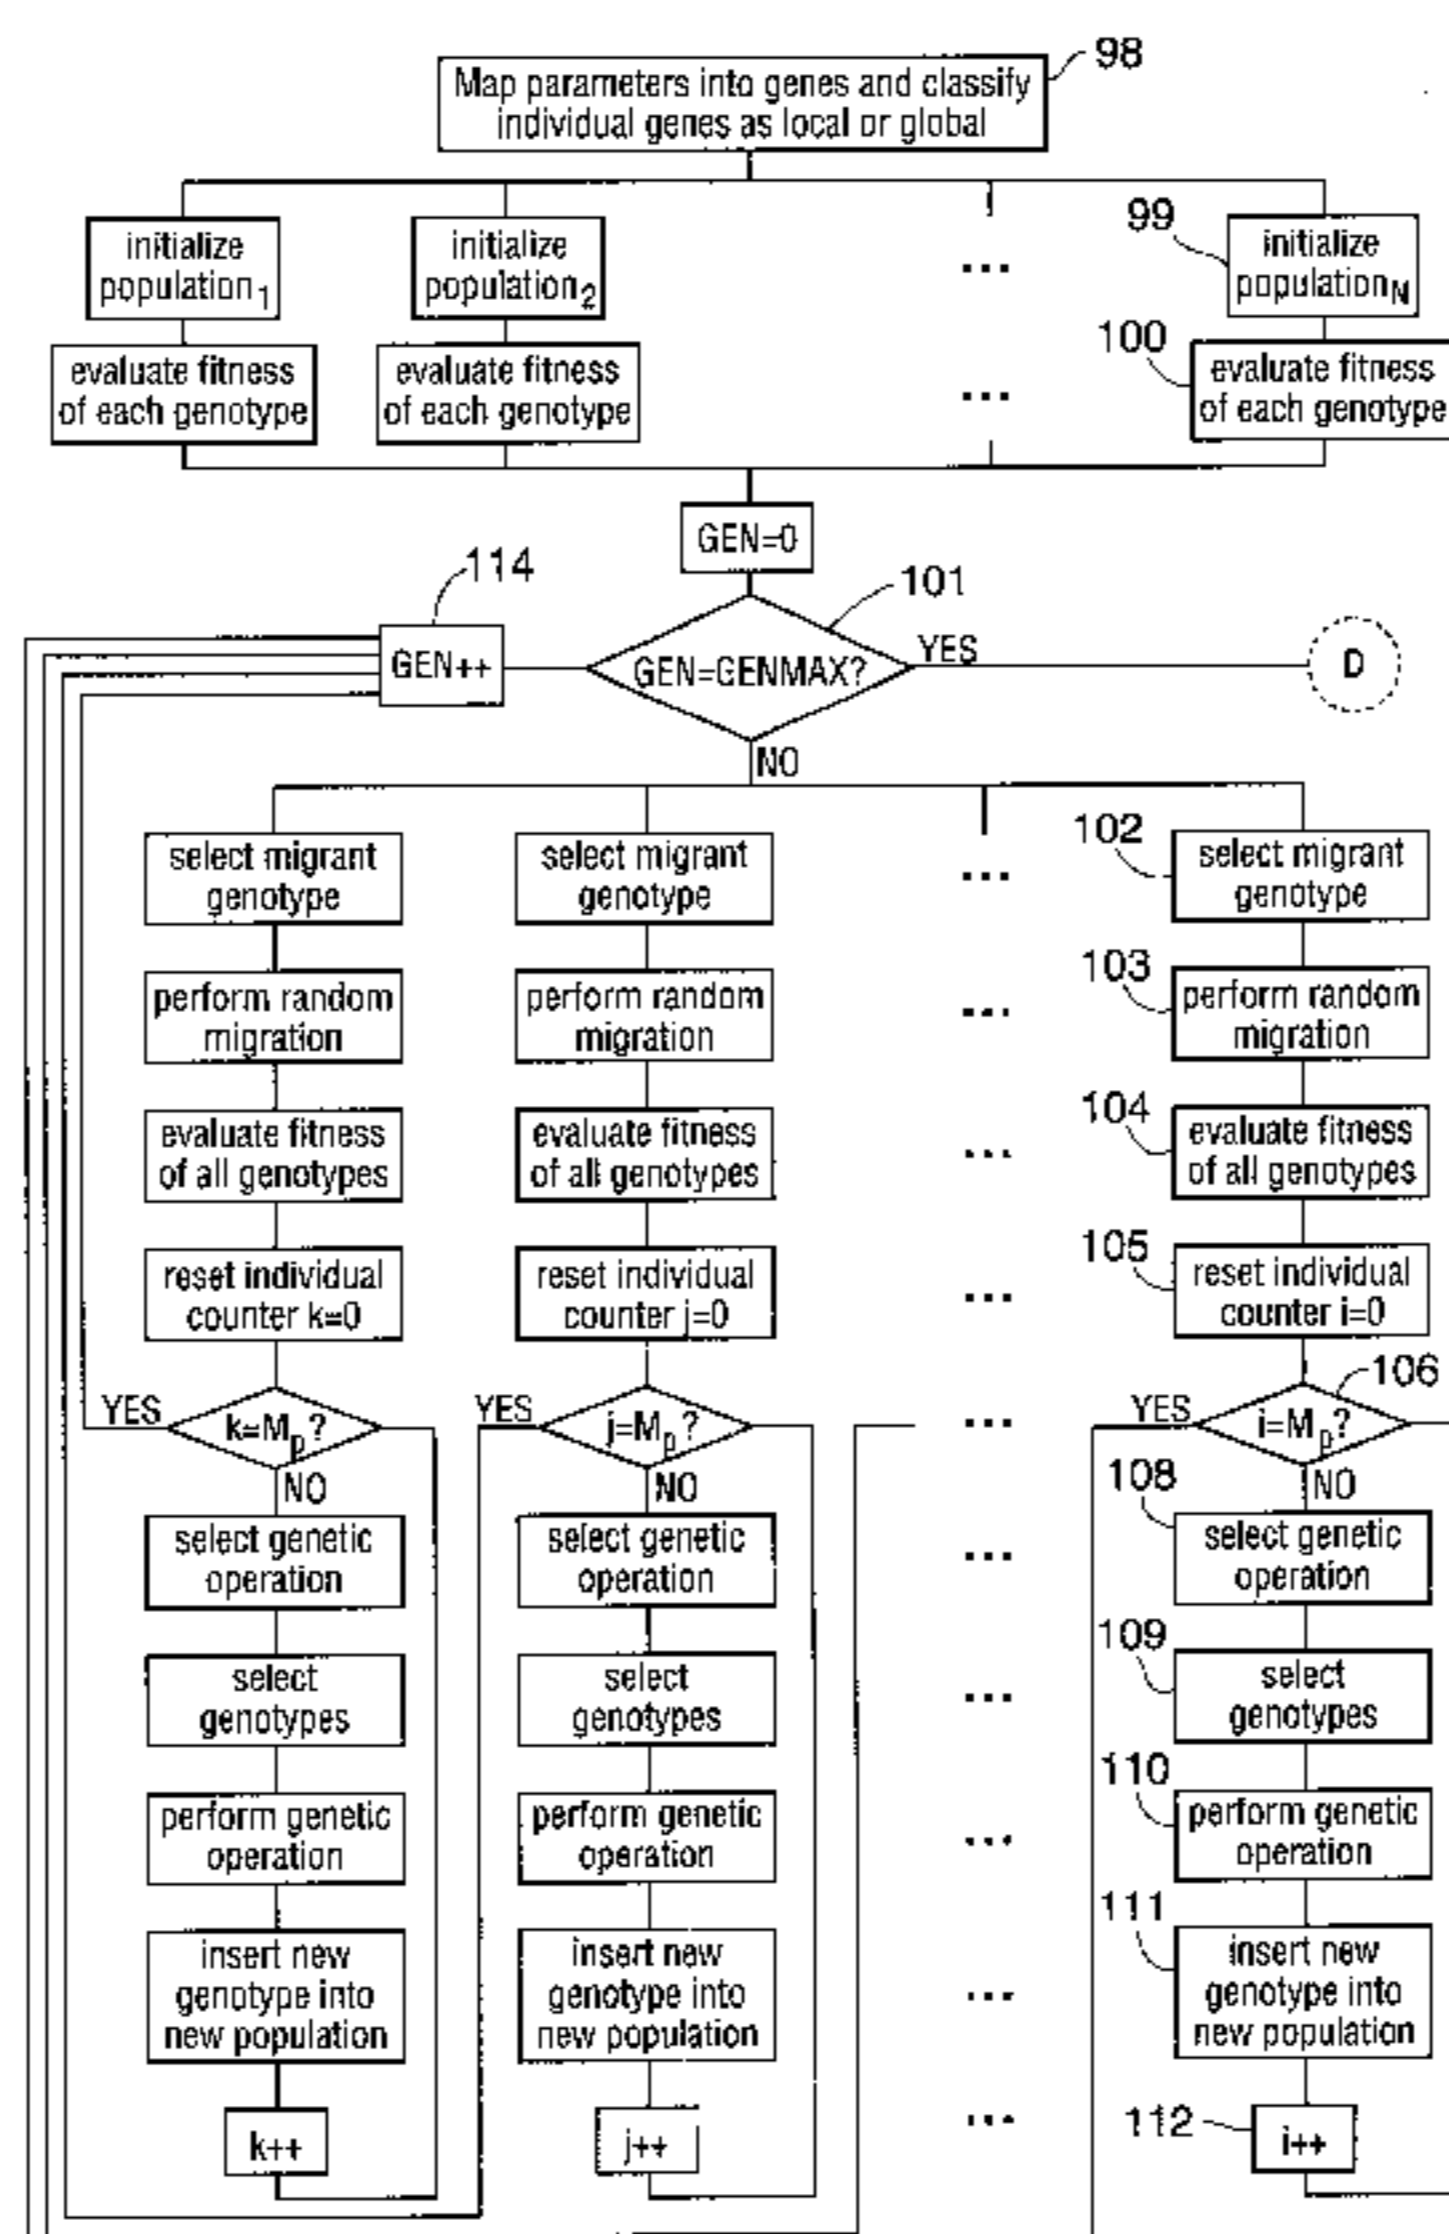 98
Map parameters into genes and classify
individual genes as local or global
99
initialize
population1
initialize
population2
...
initialize
populationN
100
evaluate fitness
of each genotype
evaluate fitness
of each genotype
...
evaluate fitness
of each genotype
GEN=0
114
101
GEN++
GEN=GENMAX?
YES
D
NO
102
select migrant
genotype
select migrant
genotype
...
select migrant
genotype
103
perform random
migration
perform random
migration
...
perform random
migration
104
evaluate fitness
of all genotypes
evaluate fitness
of all genotypes
...
evaluate fitness
of all genotypes
105
reset individual
counter k=0
reset individual
counter j=0
...
reset individual
counter i=0
106
YES
k=Mp?
YES
j=Mp?
...
YES
i=Mp?
NO
NO
NO
108
select genetic
operation
select genetic
operation
...
select genetic
operation
109
select
genotypes
select
genotypes
...
select
genotypes
110
perform genetic
operation
perform genetic
operation
...
perform genetic
operation
111
insert new
genotype into
new population
insert new
genotype into
new population
...
insert new
genotype into
new population
112
k++
j++
...
i++